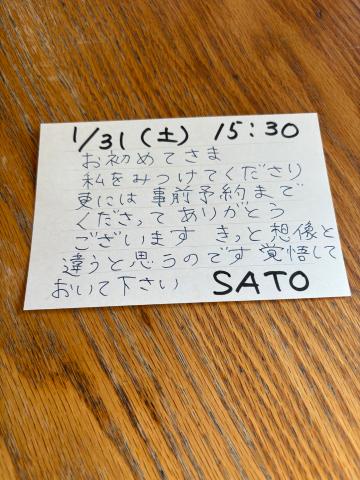 1/31(土) 15:30
お初めてさま
私をみつけてくださり
更には事前予約まで
くださってありがとう
ございます きっと想像と
違うと思うのです覚悟して
おいて下さい SATO